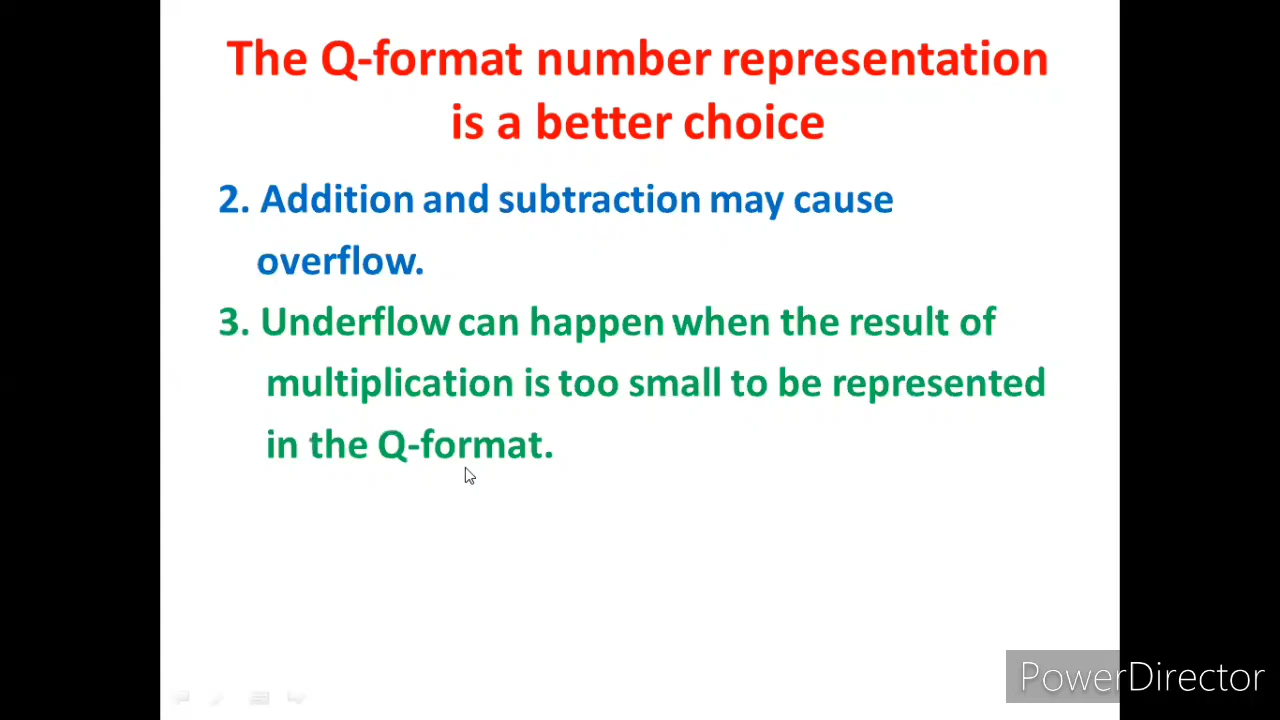 The Q-format number representation
is a better choice
2. Addition and subtraction may cause
overflow.
3. Underflow can happen when the result of
multiplication is too small to be represented
in the Q-format.
PowerDirector